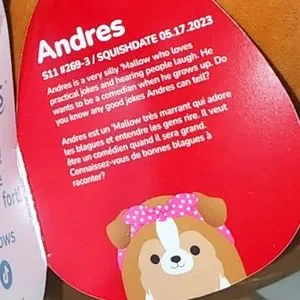 Andres
S11 #269-3 / SQUISHDATE 05.17.2023
Andres is a very silly 'Mallow who loves
practical jokes and hearing people laugh. He
wants to be a comedian when he grows up. Do
you know any good jokes Andres can tell?
Andres est un 'Mallow très marrant qui adore
les blagues et entendre les gens rire. Il veut
être un comédien quand il sera grand.
Connaissez-vous de bonnes blagues à
raconter?
fort!
ows